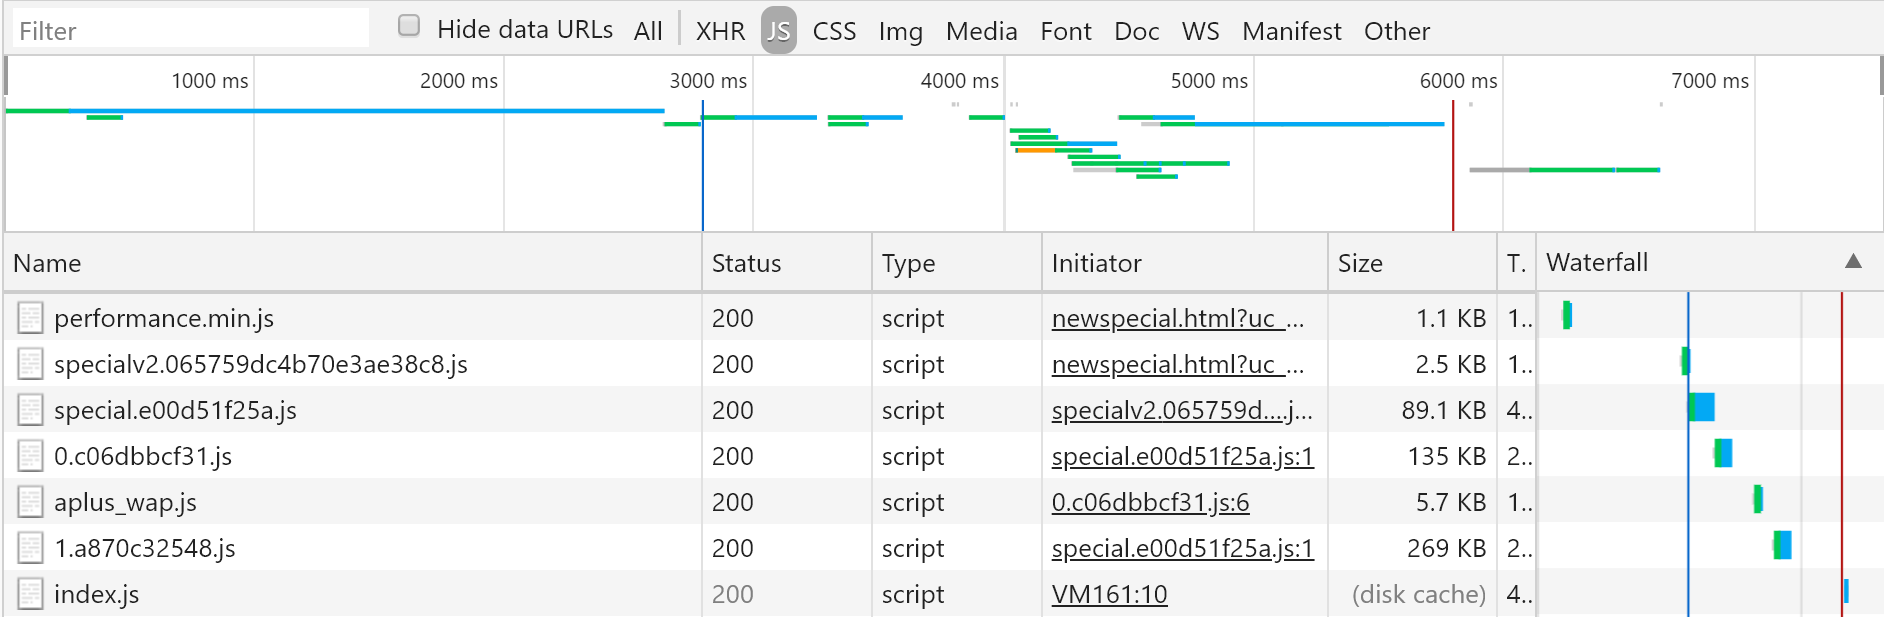 Filter Hide data URLs All XHR JS CSS Img Media Font Doc WS Manifest Other
1000 ms 2000 ms 3000 ms 4000 ms 5000 ms 6000 ms 7000 ms
Name Status Type Initiator Size T. Waterfall ▲
performance.min.js 200 script newspecial.html?uc_... 1.1 KB 1..
specialv2.065759dc4b70e3ae38c8.js 200 script newspecial.html?uc_... 2.5 KB 1..
special.e00d51f25a.js 200 script specialv2.065759d....j... 89.1 KB 4..
0.c06dbbcf31.js 200 script special.e00d51f25a.js:1 135 KB 2..
aplus_wap.js 200 script 0.c06dbbcf31.js:6 5.7 KB 1..
1.a870c32548.js 200 script special.e00d51f25a.js:1 269 KB 2..
index.js 200 script VM161:10 (disk cache) 4..